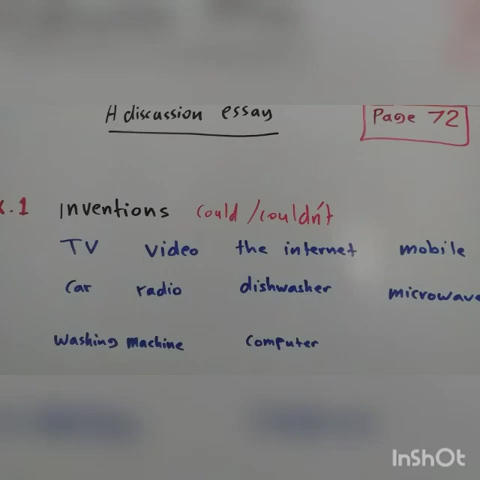 A discussion essay
Page 72
x.1 Inventions could / couldn't
TV video the internet mobile
Car radio dishwasher microwave
Washing machine Computer
InShOt